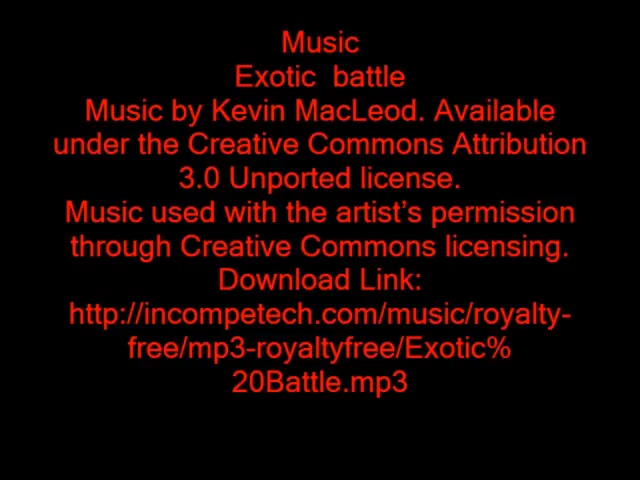 Music
Exotic  battle
Music by Kevin MacLeod. Available
under the Creative Commons Attribution
3.0 Unported license.
Music used with the artist’s permission
through Creative Commons licensing.
Download Link:
http://incompetech.com/music/royalty-
free/mp3-royaltyfree/Exotic%
20Battle.mp3